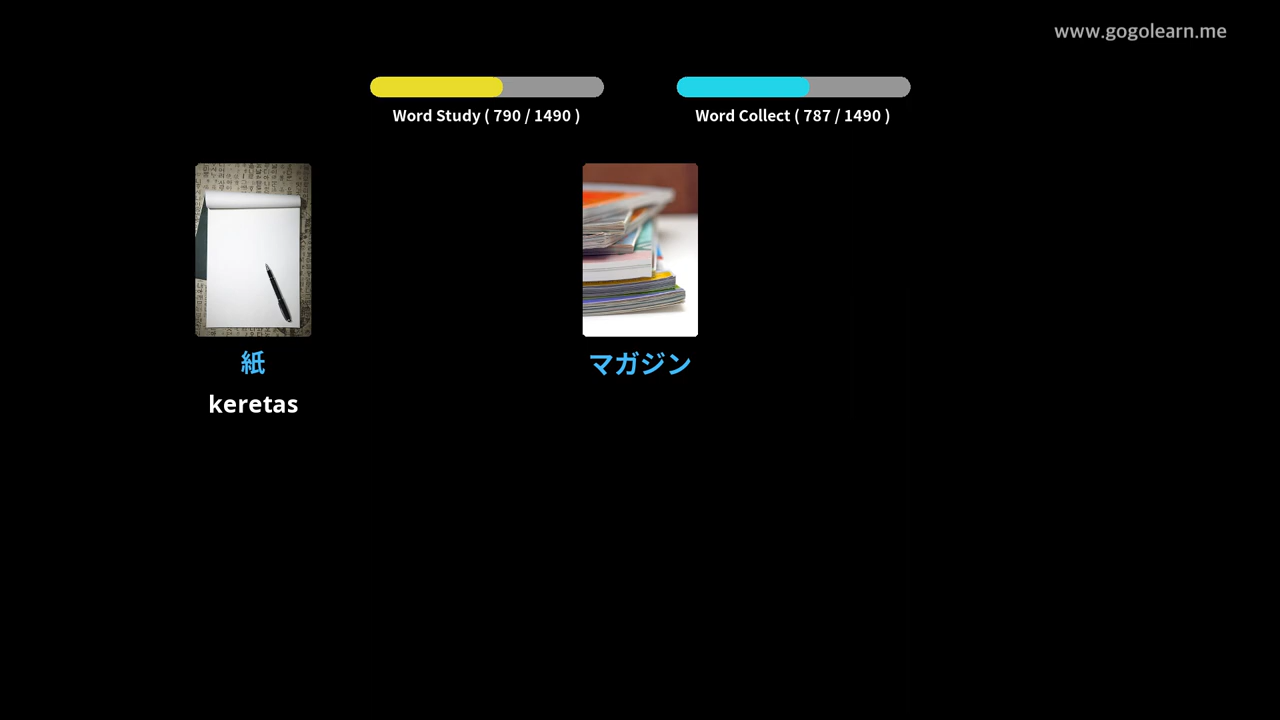 www.gogolearn.me
Word Study ( 790 / 1490 )
Word Collect ( 787 / 1490 )
紙
keretas
マガジン